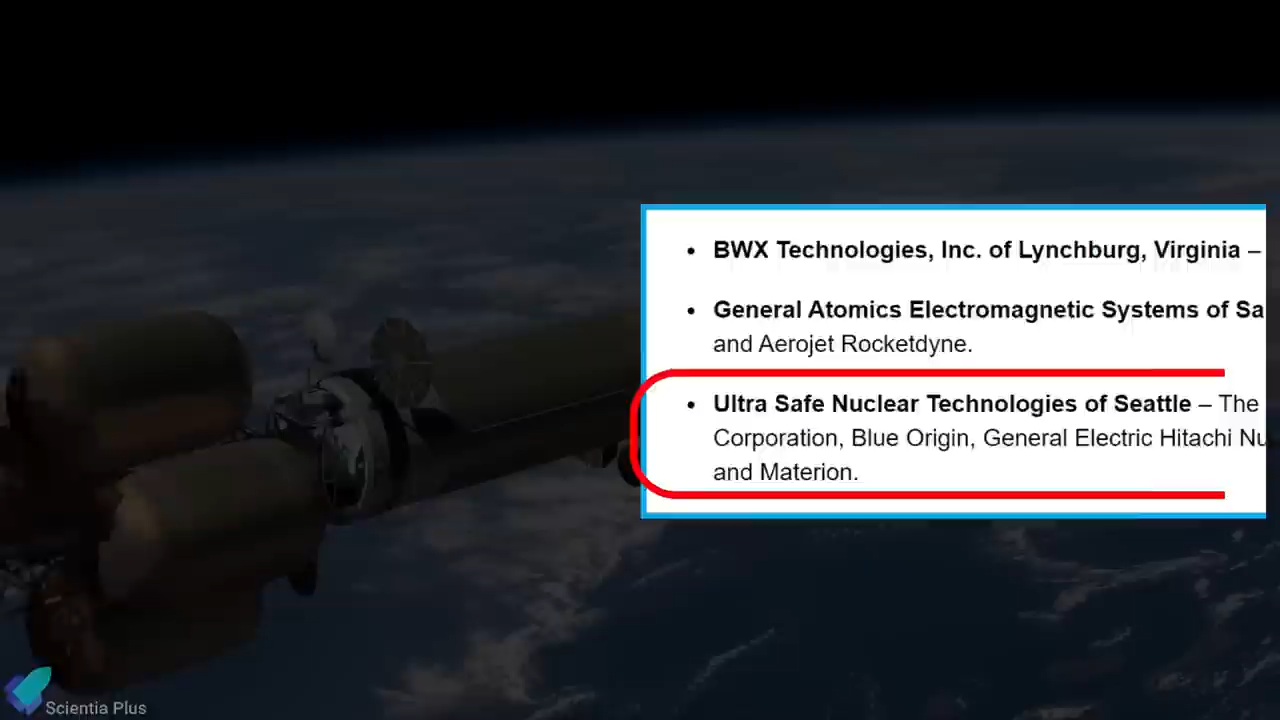 BWX Technologies, Inc. of Lynchburg, Virginia –
General Atomics Electromagnetic Systems of Sa
and Aerojet Rocketdyne.
Ultra Safe Nuclear Technologies of Seattle – The
Corporation, Blue Origin, General Electric Hitachi Nu
and Materion.
Scientia Plus